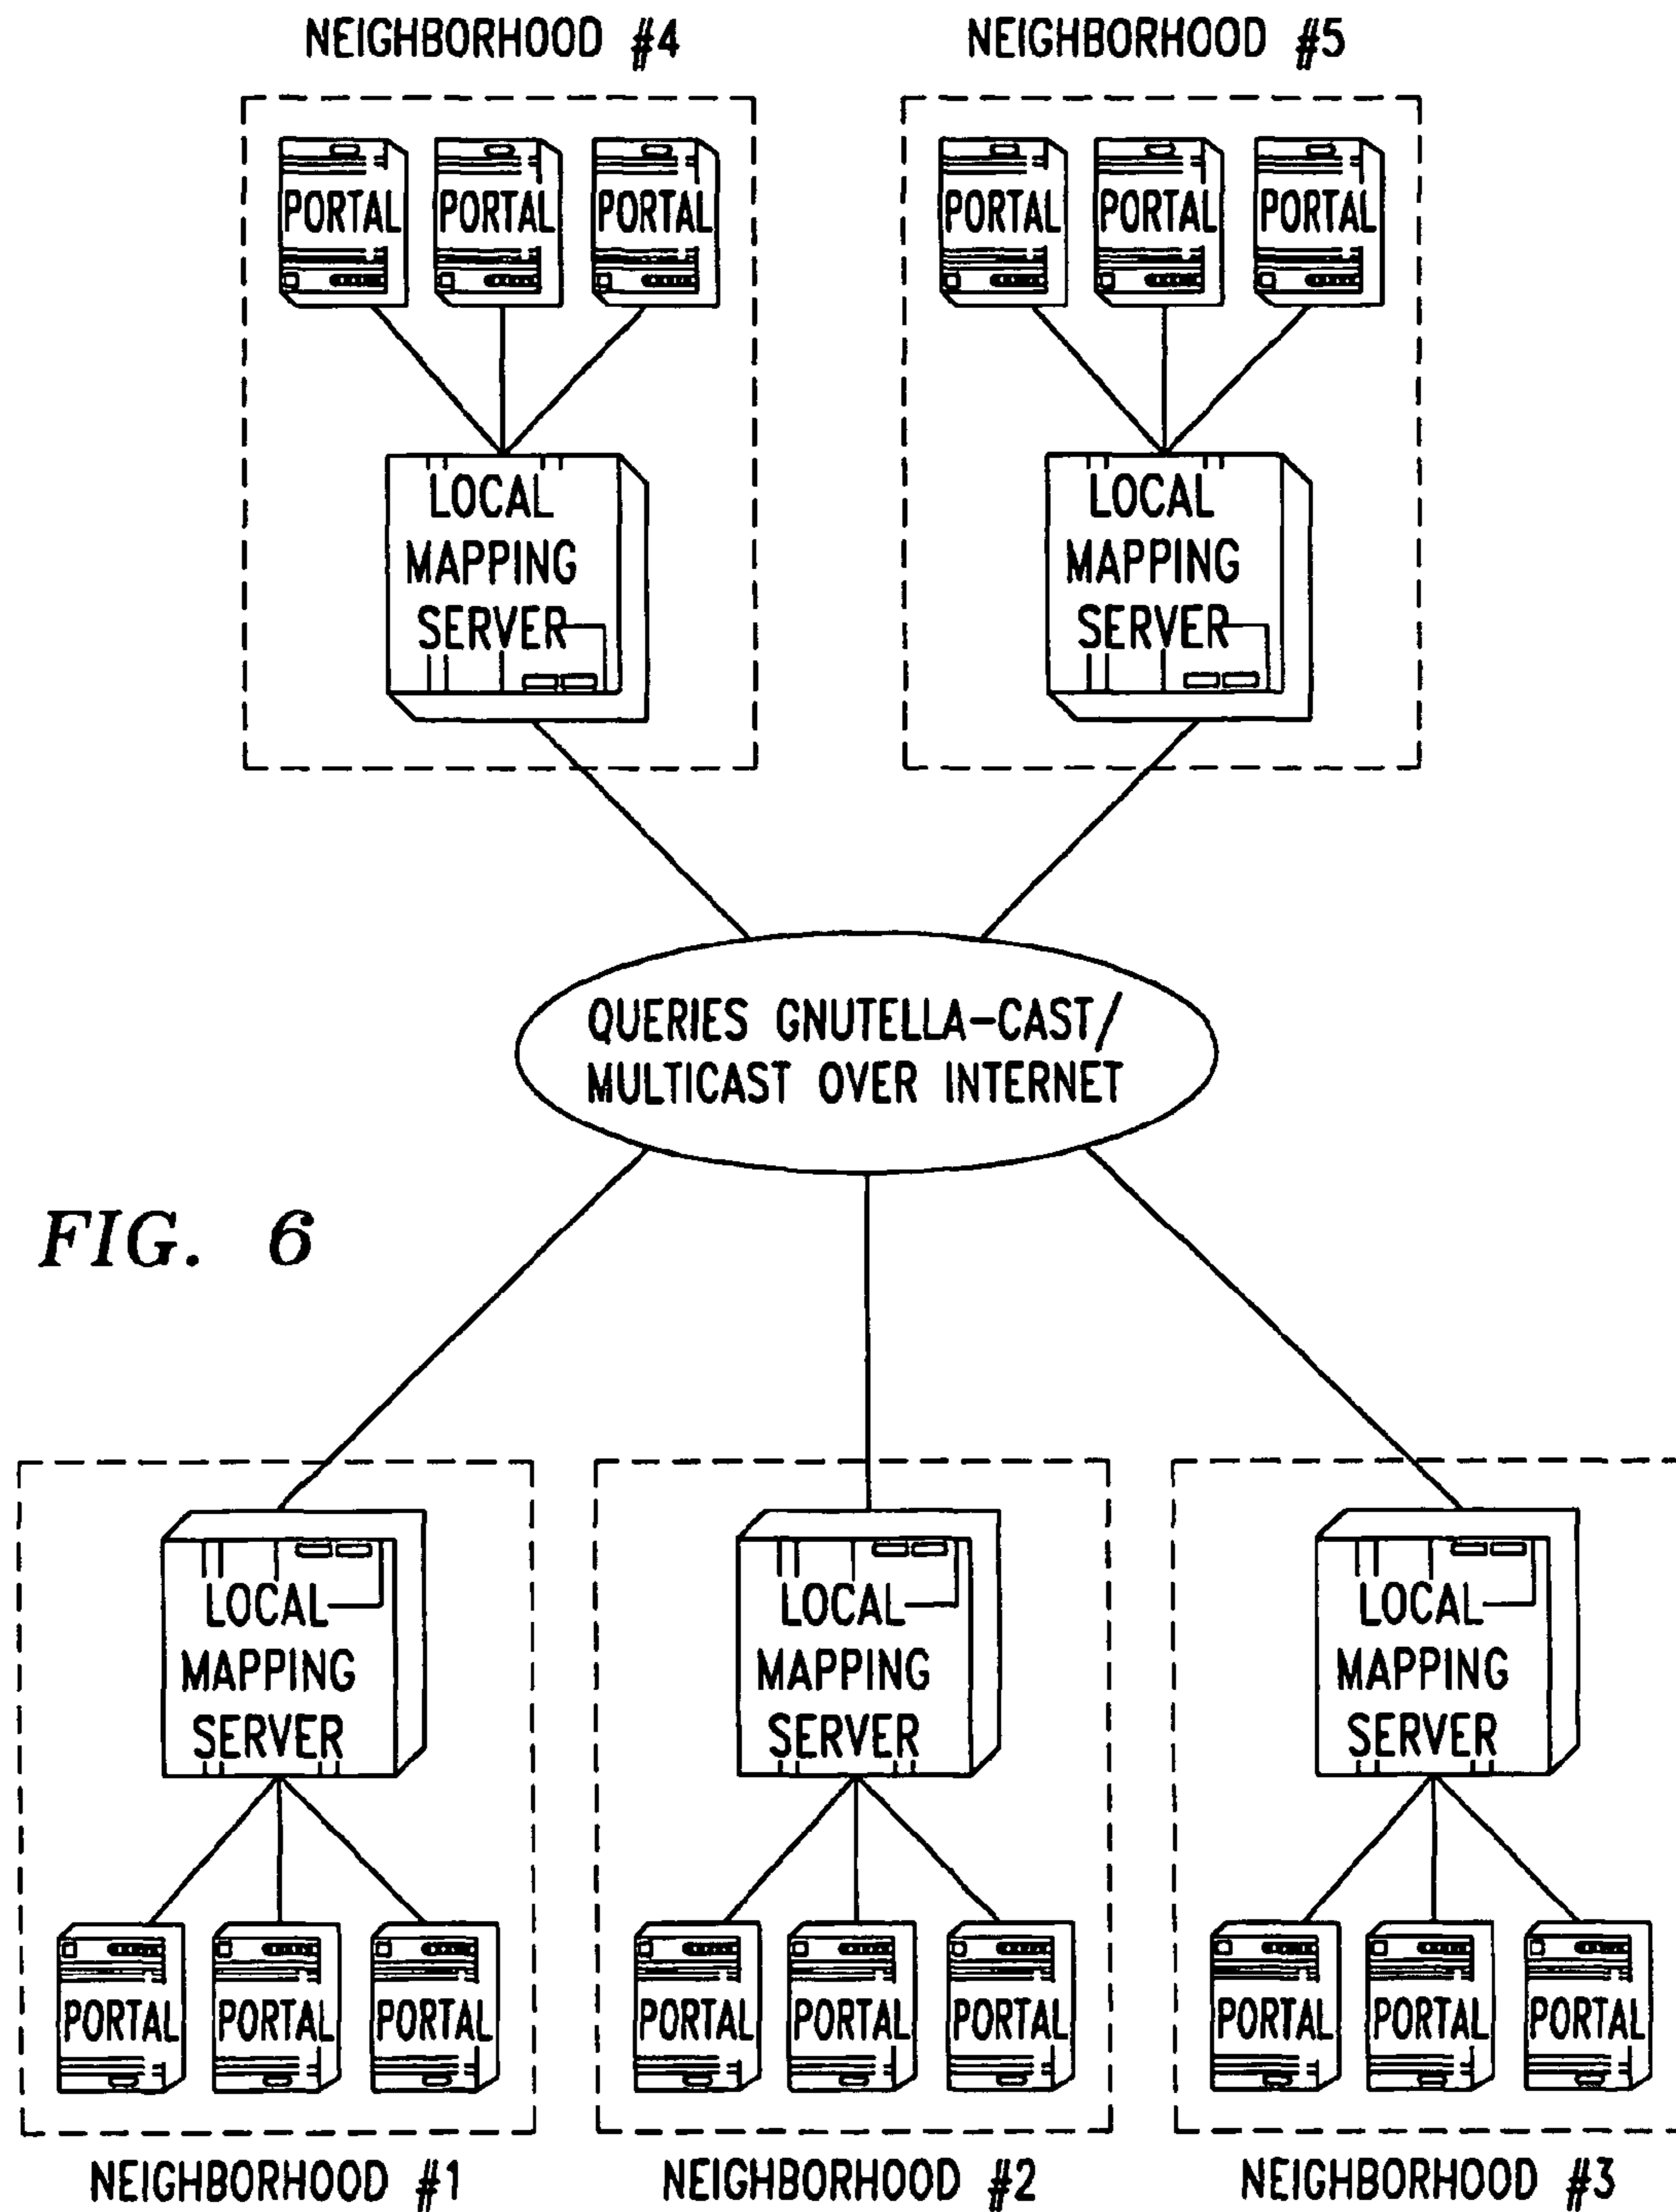 NEIGHBORHOOD #4
NEIGHBORHOOD #5
PORTAL
PORTAL
PORTAL
PORTAL
PORTAL
PORTAL
LOCAL
MAPPING
SERVER
LOCAL
MAPPING
SERVER
QUERIES GNUTELLA-CAST/
MULTICAST OVER INTERNET
FIG. 6
LOCAL
MAPPING
SERVER
LOCAL
MAPPING
SERVER
LOCAL
MAPPING
SERVER
PORTAL
PORTAL
PORTAL
PORTAL
PORTAL
PORTAL
PORTAL
PORTAL
PORTAL
NEIGHBORHOOD #1
NEIGHBORHOOD #2
NEIGHBORHOOD #3